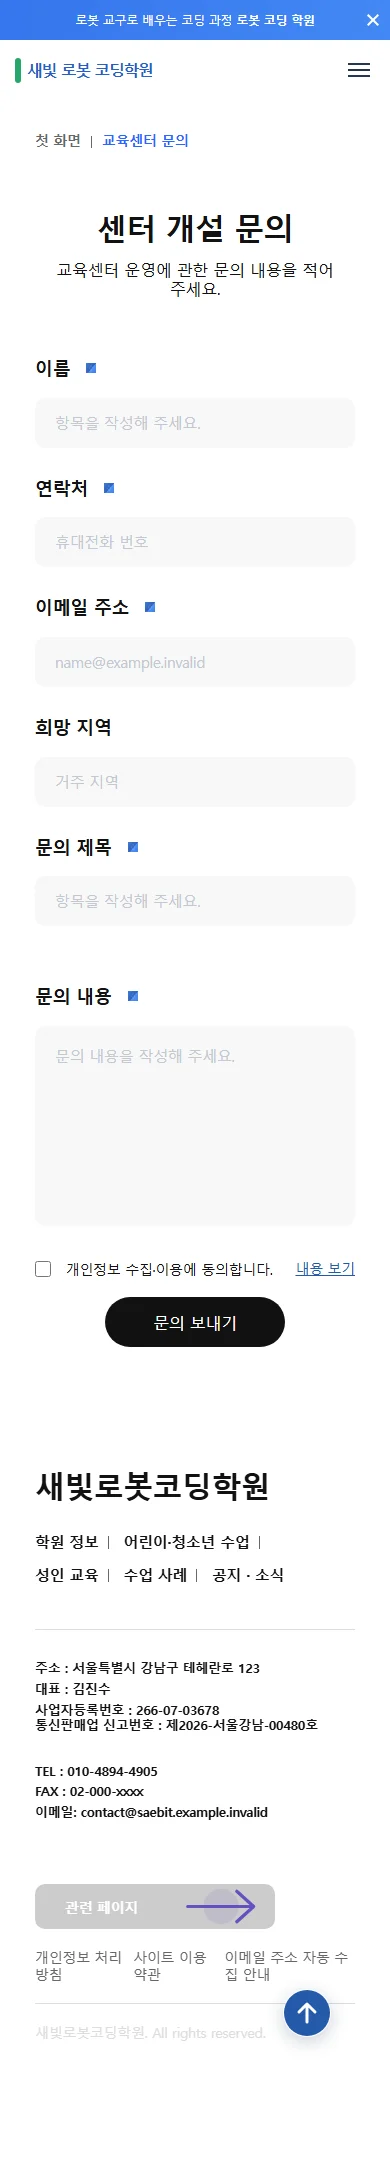 로봇 교구로 배우는 코딩 과정 로봇 코딩 학원
새빛 로봇 코딩학원
첫 화면 | 교육센터 문의
센터 개설 문의
교육센터 운영에 관한 문의 내용을 적어
주세요.
이름
항목을 작성해 주세요.
연락처
휴대전화 번호
이메일 주소
name@example.invalid
희망 지역
거주 지역
문의 제목
항목을 작성해 주세요.
문의 내용
문의 내용을 작성해 주세요.
개인정보 수집·이용에 동의합니다. 내용 보기
문의 보내기
새빛로봇코딩학원
학원 정보 | 어린이·청소년 수업 |
성인 교육 | 수업 사례 | 공지 · 소식
주소 : 서울특별시 강남구 테헤란로 123
대표 : 김진수
사업자등록번호 : 266-07-03678
통신판매업 신고번호 : 제2026-서울강남-00480호
TEL : 010-4894-4905
FAX : 02-000-xxxx
이메일: contact@saebit.example.invalid
관련 페이지
개인정보 처리 사이트 이용 이메일 주소 자동 수
방침 약관 집 안내
새빛로봇코딩학원. All rights reserved.